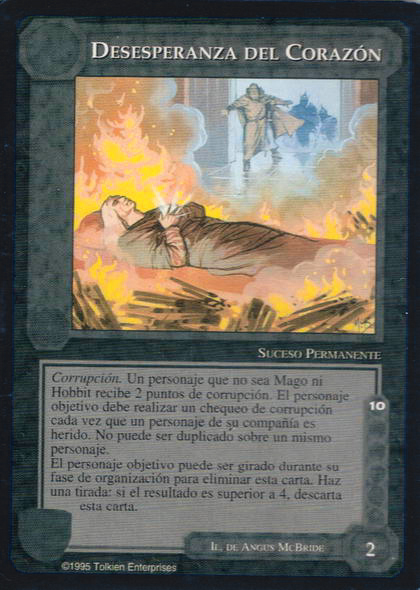 Desesperanza del Corazón
Suceso Permanente
Corrupción. Un personaje que no sea Mago ni
Hobbit recibe 2 puntos de corrupción. El personaje
objetivo debe realizar un chequeo de corrupción
cada vez que un personaje de su compañía es
herido. No puede ser duplicado sobre un mismo
personaje.
El personaje objetivo puede ser girado durante su
fase de organización para eliminar esta carta. Haz
una tirada: si el resultado es superior a 4, descarta
esta carta.
10
Il. de Angus McBride
2
©1995 Tolkien Enterprises